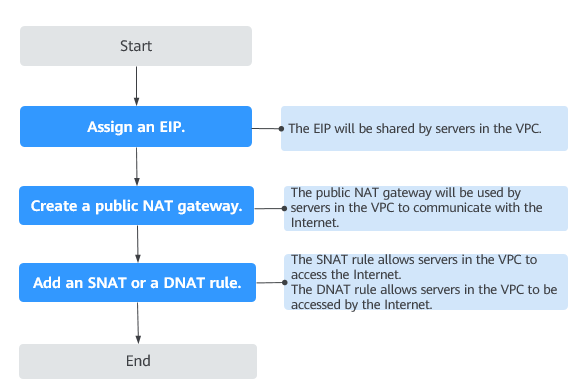 Start
Assign an EIP.
The EIP will be shared by servers in the VPC.
Create a public NAT gateway.
The public NAT gateway will be used by
servers in the VPC to communicate with the
Internet.
Add an SNAT or a DNAT rule.
The SNAT rule allows servers in the VPC to
access the Internet.
The DNAT rule allows servers in the VPC to be
accessed by the Internet.
End